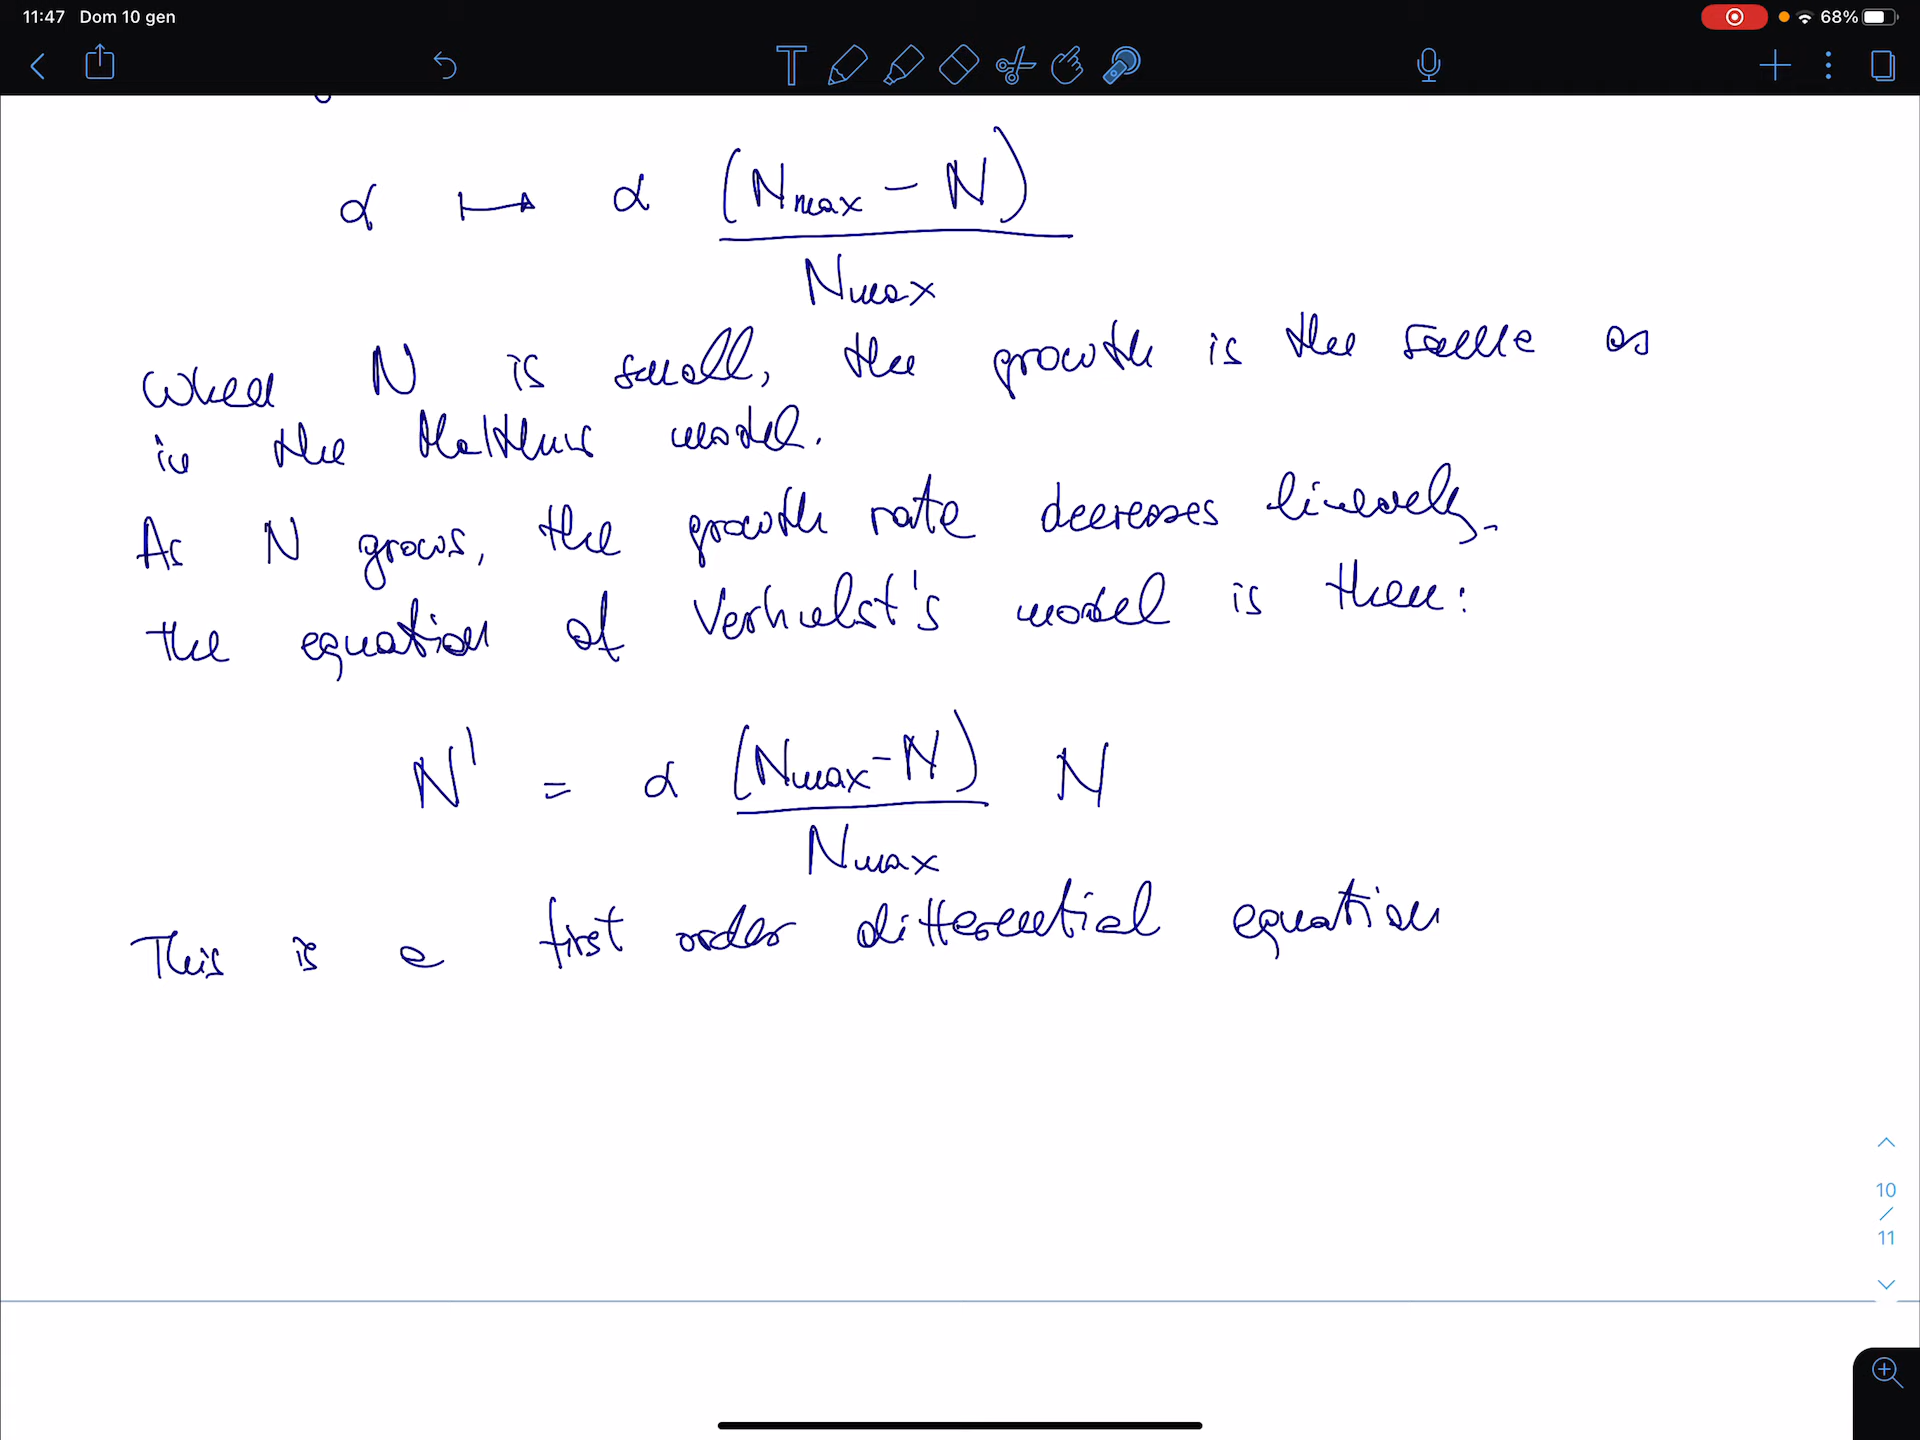 11:47 Dom 10 gen 68%
α ↦ α (Nmax - N)
Nmax
When N is small, the growth is the same as
in the Malthus model.
As N grows, the growth rate decreases linearly.
the equation of Verhulst's model is then:
N' = α (Nmax - N) N
Nmax
This is a first order differential equation
10
/
11